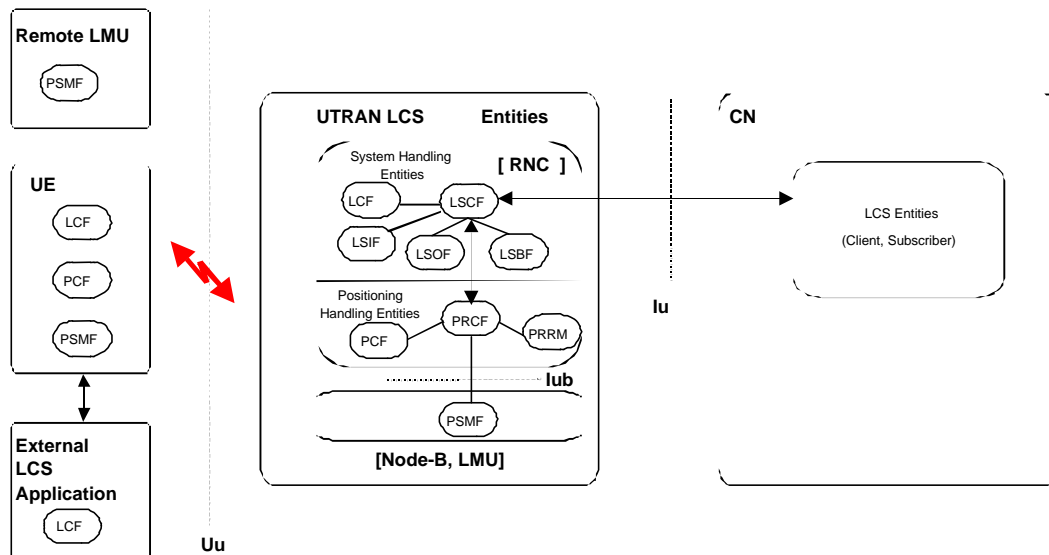 Remote LMU
PSMF
UE
LCF
PCF
PSMF
External
LCS
Application
LCF
Uu
UTRAN LCS Entities
System Handling
Entities
[ RNC ]
LCF
LSCF
LSIF
LSOF
LSBF
Positioning
Handling Entities
PRCF
PCF
PRRM
Iub
PSMF
[Node-B, LMU]
Iu
CN
LCS Entities
(Client, Subscriber)